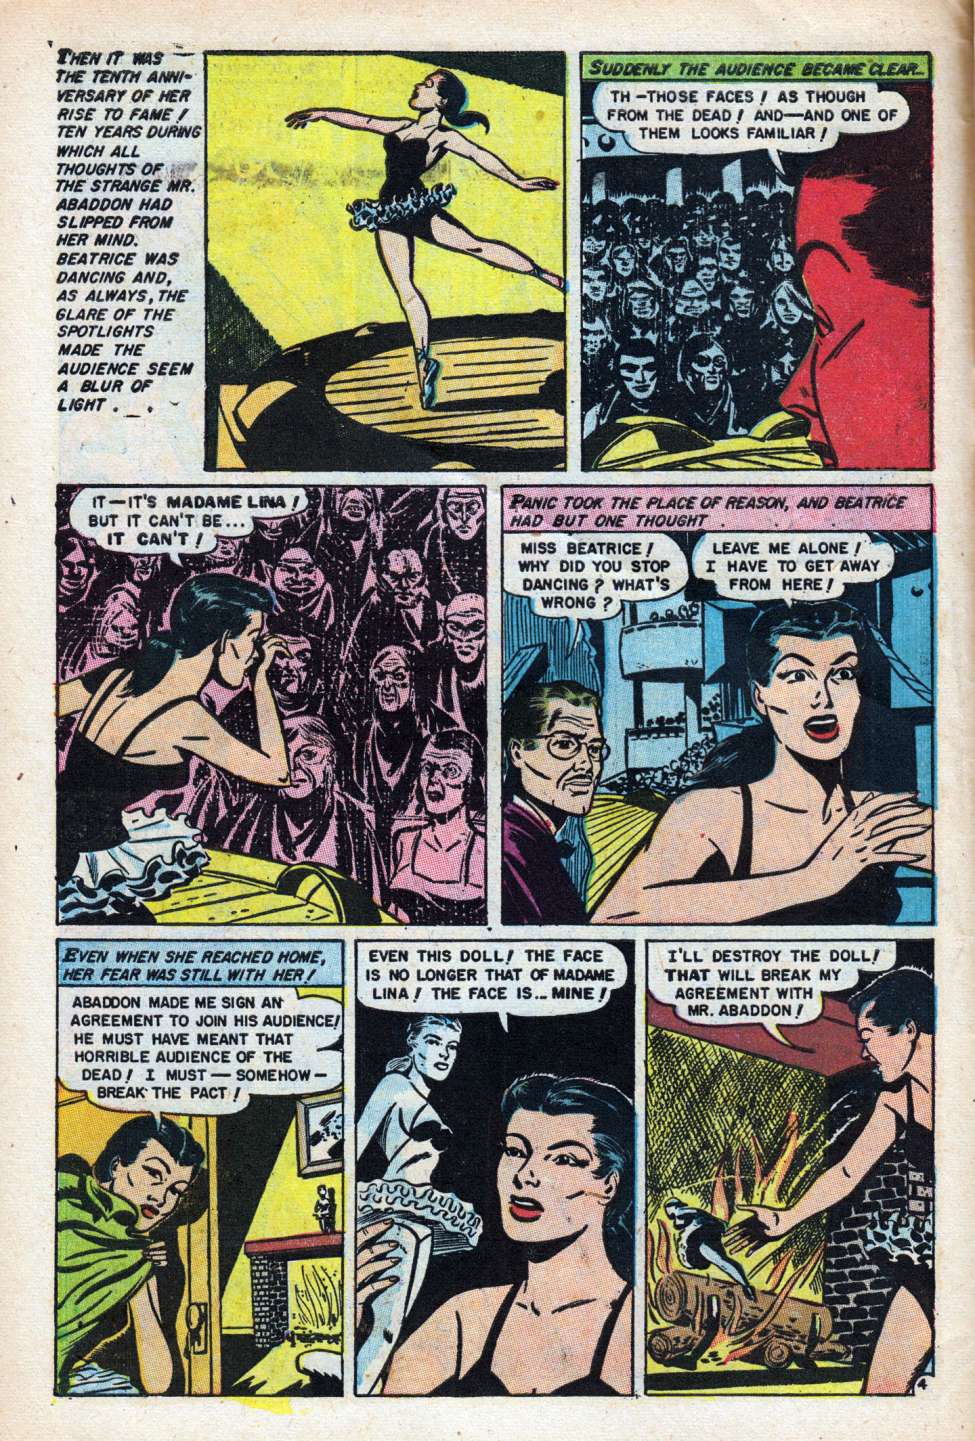 THEN IT WAS
THE TENTH ANNI-
VERSARY OF HER
RISE TO FAME!
TEN YEARS DURING
WHICH ALL
THOUGHTS OF
THE STRANGE MR.
ABADDON HAD
SLIPPED FROM
HER MIND.
BEATRICE WAS
DANCING AND,
AS ALWAYS, THE
GLARE OF THE
SPOTLIGHTS
MADE THE
AUDIENCE SEEM
A BLUR OF
LIGHT . . .
SUDDENLY THE AUDIENCE BECAME CLEAR...
TH-THOSE FACES! AS THOUGH
FROM THE DEAD! AND—AND ONE OF
THEM LOOKS FAMILIAR!
IT—IT'S MADAME LINA!
BUT IT CAN'T BE...
IT CAN'T!
PANIC TOOK THE PLACE OF REASON, AND BEATRICE
HAD BUT ONE THOUGHT . . .
MISS BEATRICE!
WHY DID YOU STOP
DANCING? WHAT'S
WRONG?
LEAVE ME ALONE!
I HAVE TO GET AWAY
FROM HERE!
EVEN WHEN SHE REACHED HOME,
HER FEAR WAS STILL WITH HER!
ABADDON MADE ME SIGN AN
AGREEMENT TO JOIN HIS AUDIENCE!
HE MUST HAVE MEANT THAT
HORRIBLE AUDIENCE OF THE
DEAD! I MUST — SOMEHOW —
BREAK THE PACT!
EVEN THIS DOLL! THE FACE
IS NO LONGER THAT OF MADAME
LINA! THE FACE IS... MINE!
I'LL DESTROY THE DOLL!
THAT WILL BREAK MY
AGREEMENT WITH
MR. ABADDON!
4